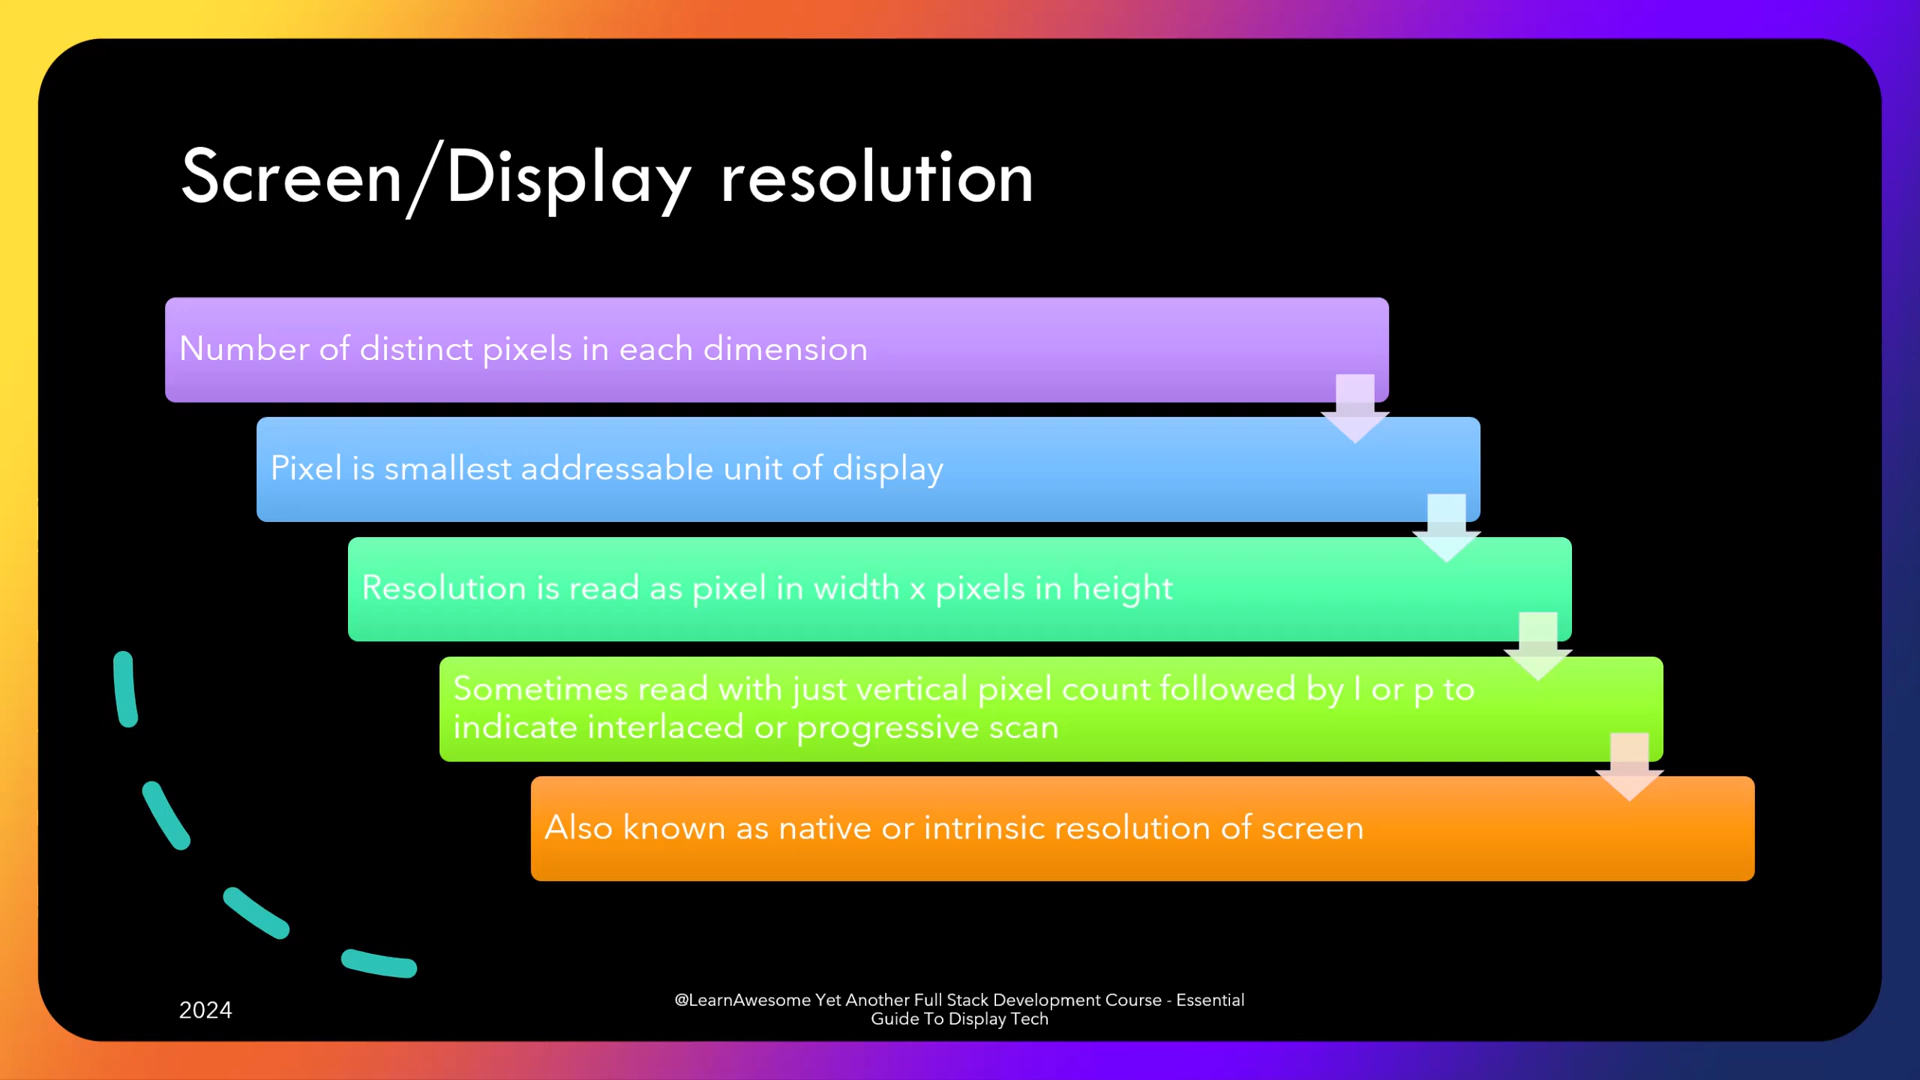 Screen/Display resolution
Number of distinct pixels in each dimension
Pixel is smallest addressable unit of display
Resolution is read as pixel in width x pixels in height
Sometimes read with just vertical pixel count followed by I or p to
indicate interlaced or progressive scan
Also known as native or intrinsic resolution of screen
2024
@LearnAwesome Yet Another Full Stack Development Course - Essential
Guide To Display Tech